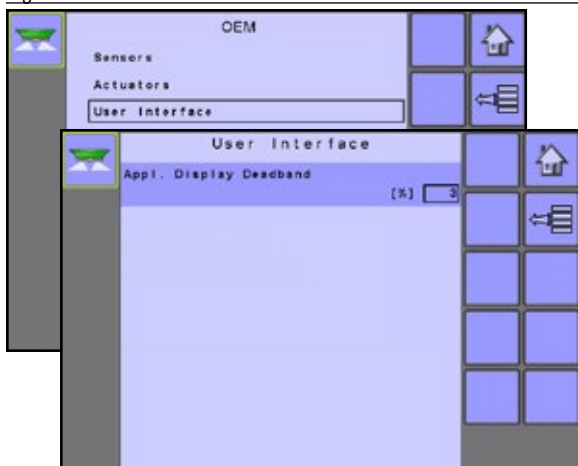 OEM
Sensors
Actuators
User Interface
User Interface
Appl. Display Deadband
[%] 3